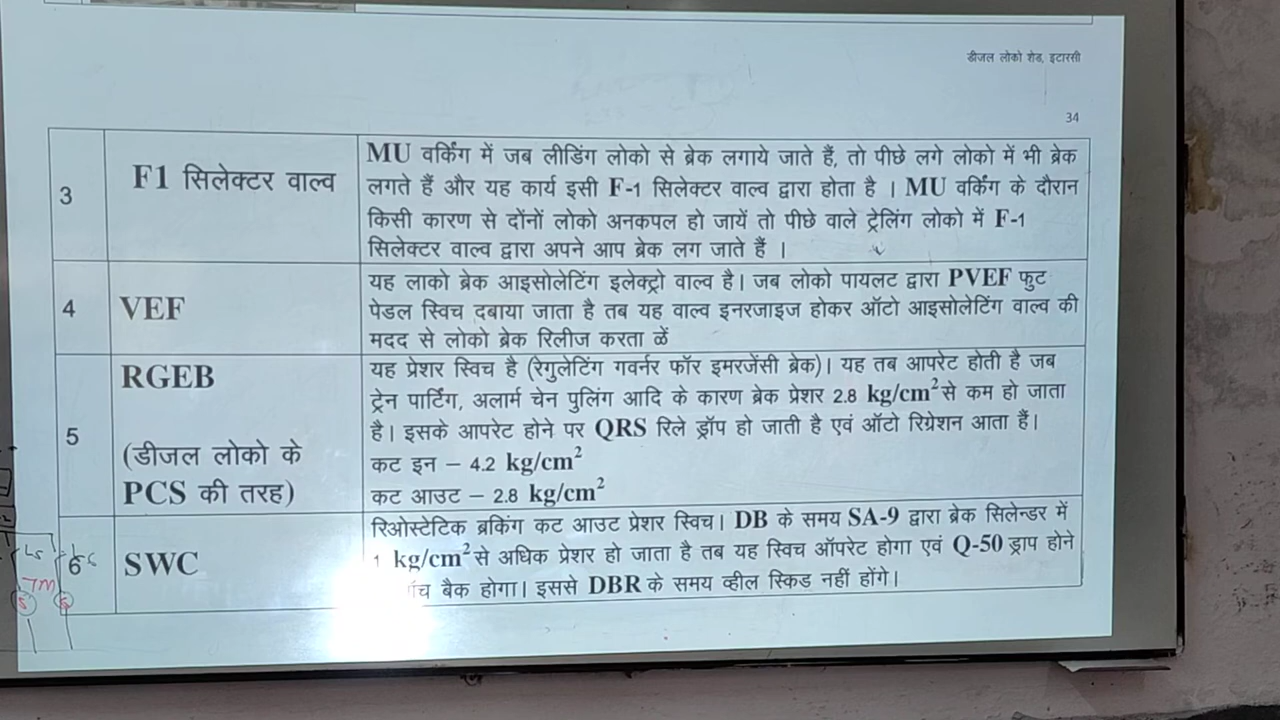 डीजल लोको शेड, इटारसी
34
3
F1 सिलेक्टर वाल्व
MU वर्किंग में जब लीडिंग लोको से ब्रेक लगाये जाते हैं, तो पीछे लगे लोको में भी ब्रेक
लगते हैं और यह कार्य इसी F-1 सिलेक्टर वाल्व द्वारा होता है । MU वर्किंग के दौरान
किसी कारण से दोंनों लोको अनकपल हो जायें तो पीछे वाले ट्रेलिंग लोको में F-1
सिलेक्टर वाल्व द्वारा अपने आप ब्रेक लग जाते हैं ।
4
VEF
यह लाको ब्रेक आइसोलेटिंग इलेक्ट्रो वाल्व है। जब लोको पायलट द्वारा PVEF फुट
पेडल स्विच दबाया जाता है तब यह वाल्व इनरजाइज होकर ऑटो आइसोलेटिंग वाल्व की
मदद से लोको ब्रेक रिलीज करता ळें
5
RGEB
(डीजल लोको के
PCS की तरह)
यह प्रेशर स्विच है (रेगुलेटिंग गवर्नर फॉर इमरजेंसी ब्रेक)। यह तब आपरेट होती है जब
ट्रेन पार्टिंग, अलार्म चेन पुलिंग आदि के कारण ब्रेक प्रेशर 2.8 kg/cm² से कम हो जाता
है। इसके आपरेट होने पर QRS रिले ड्रॉप हो जाती है एवं ऑटो रिग्रेशन आता हैं।
कट इन – 4.2 kg/cm²
कट आउट – 2.8 kg/cm²
6
SWC
रिओस्टेटिक ब्रकिंग कट आउट प्रेशर स्विच। DB के समय SA-9 द्वारा ब्रेक सिलेन्डर में
1 kg/cm² से अधिक प्रेशर हो जाता है तब यह स्विच ऑपरेट होगा एवं Q-50 ड्राप होने
बैक होगा। इससे DBR के समय व्हील स्किड नहीं होंगे।
TM